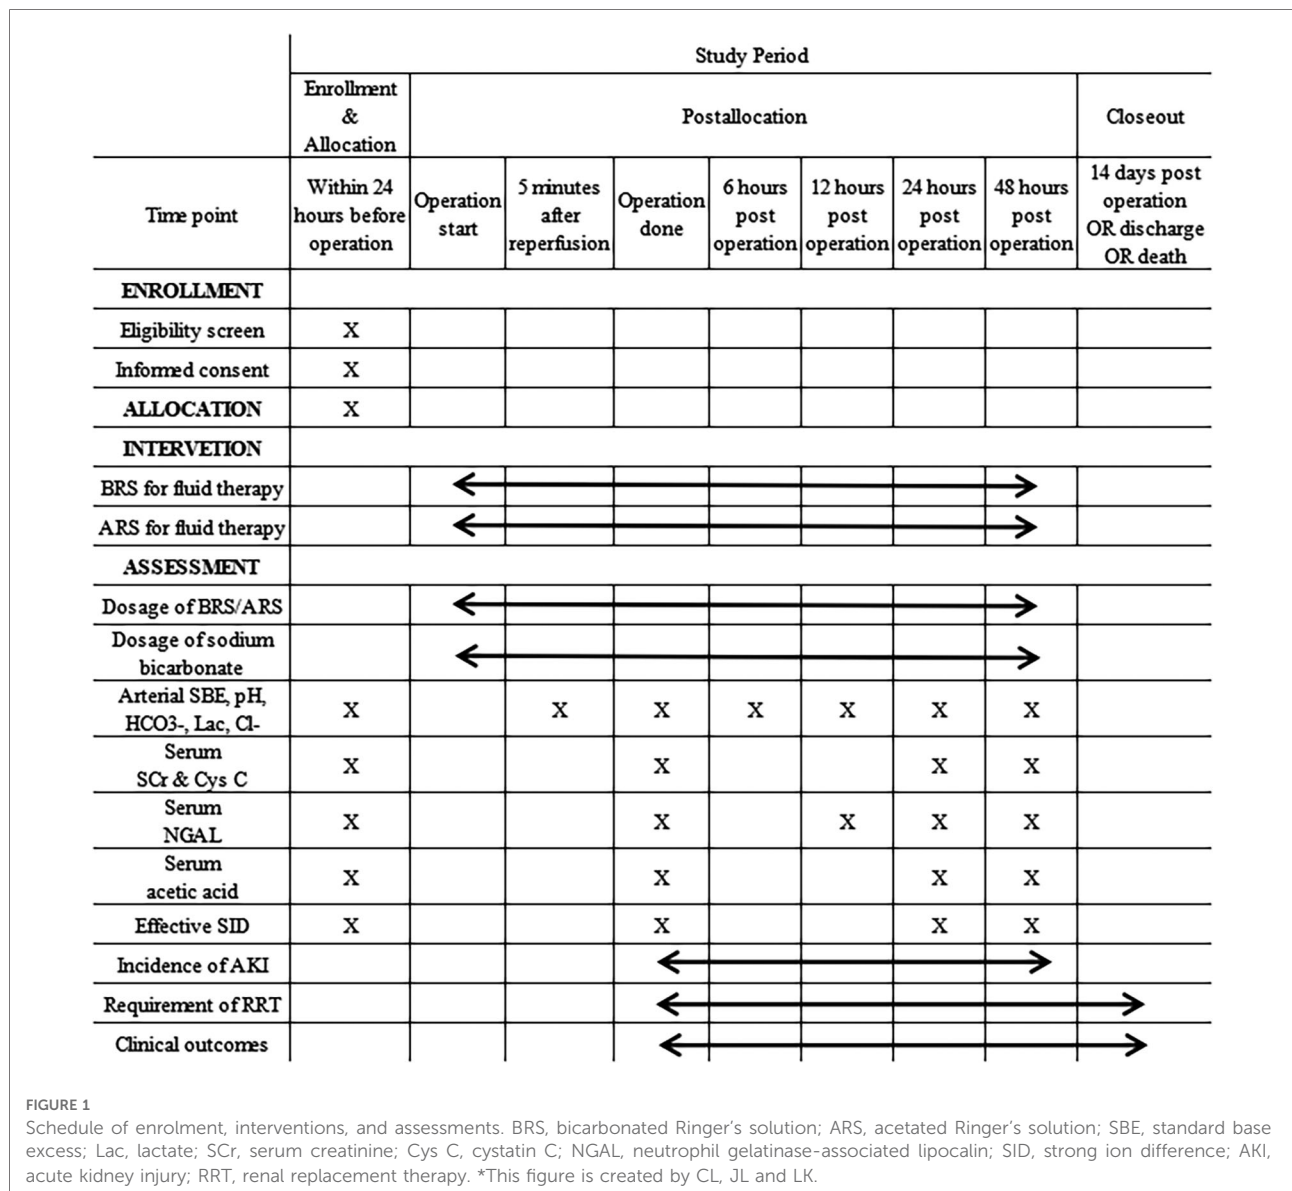 Study Period
Enrollment
&
Allocation
Postallocation
Closeout
Time point
Within 24
hours before
operation
Operation
start
5 minutes
after
reperfusion
Operation
done
6 hours
post
operation
12 hours
post
operation
24 hours
post
operation
48 hours
post
operation
14 days post
operation
OR discharge
OR death
ENROLLMENT
Eligibility screen X
Informed consent X
ALLOCATION X
INTERVETION
BRS for fluid therapy
ARS for fluid therapy
ASSESSMENT
Dosage of BRS/ARS
Dosage of sodium
bicarbonate
Arterial SBE, pH,
HCO3-, Lac, Cl-
X X X X X X X
Serum
SCr & Cys C
X X X X
Serum
NGAL
X X X X X
Serum
acetic acid
X X X X
Effective SID X X X X
Incidence of AKI
Requirement of RRT
Clinical outcomes
FIGURE 1
Schedule of enrolment, interventions, and assessments. BRS, bicarbonated Ringer's solution; ARS, acetated Ringer's solution; SBE, standard base
excess; Lac, lactate; SCr, serum creatinine; Cys C, cystatin C; NGAL, neutrophil gelatinase-associated lipocalin; SID, strong ion difference; AKI,
acute kidney injury; RRT, renal replacement therapy. *This figure is created by CL, JL and LK.